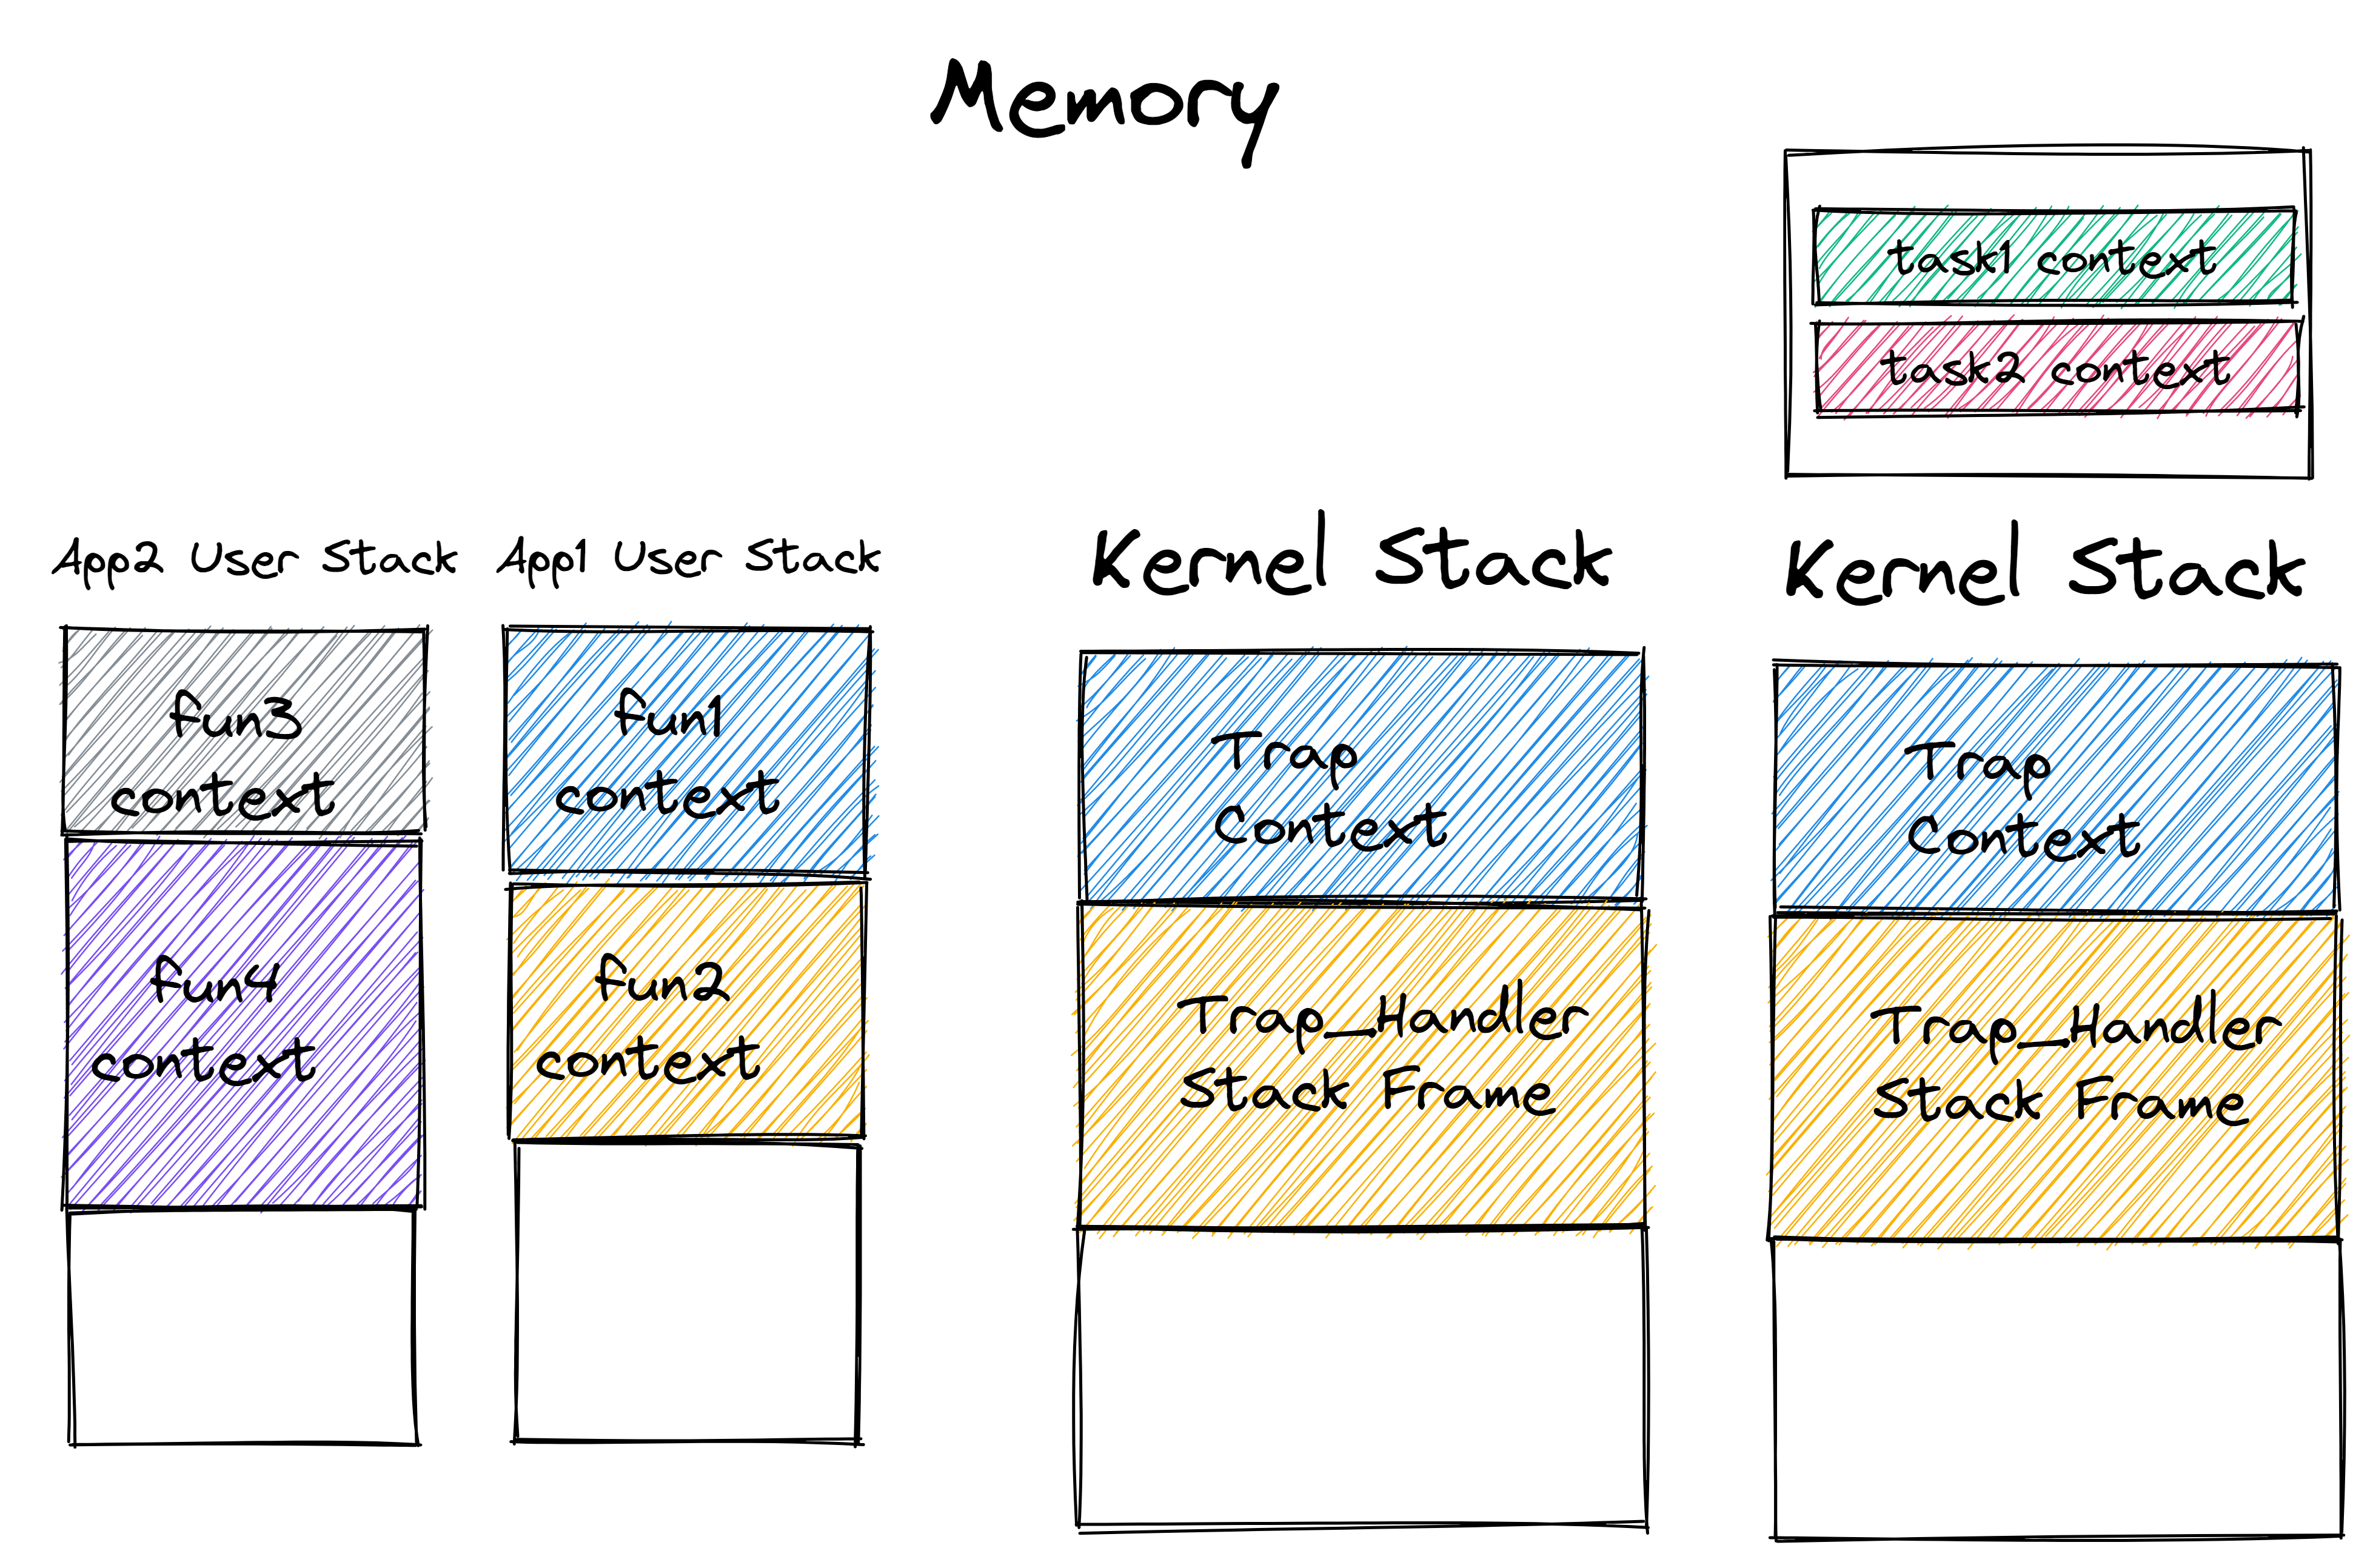 Memory
task1 context
task2 context
App2 User Stack
App1 User Stack
Kernel Stack
Kernel Stack
fun3
context
fun4
context
fun1
context
fun2
context
Trap
Context
Trap_Handler
Stack Frame
Trap
Context
Trap_Handler
Stack Frame